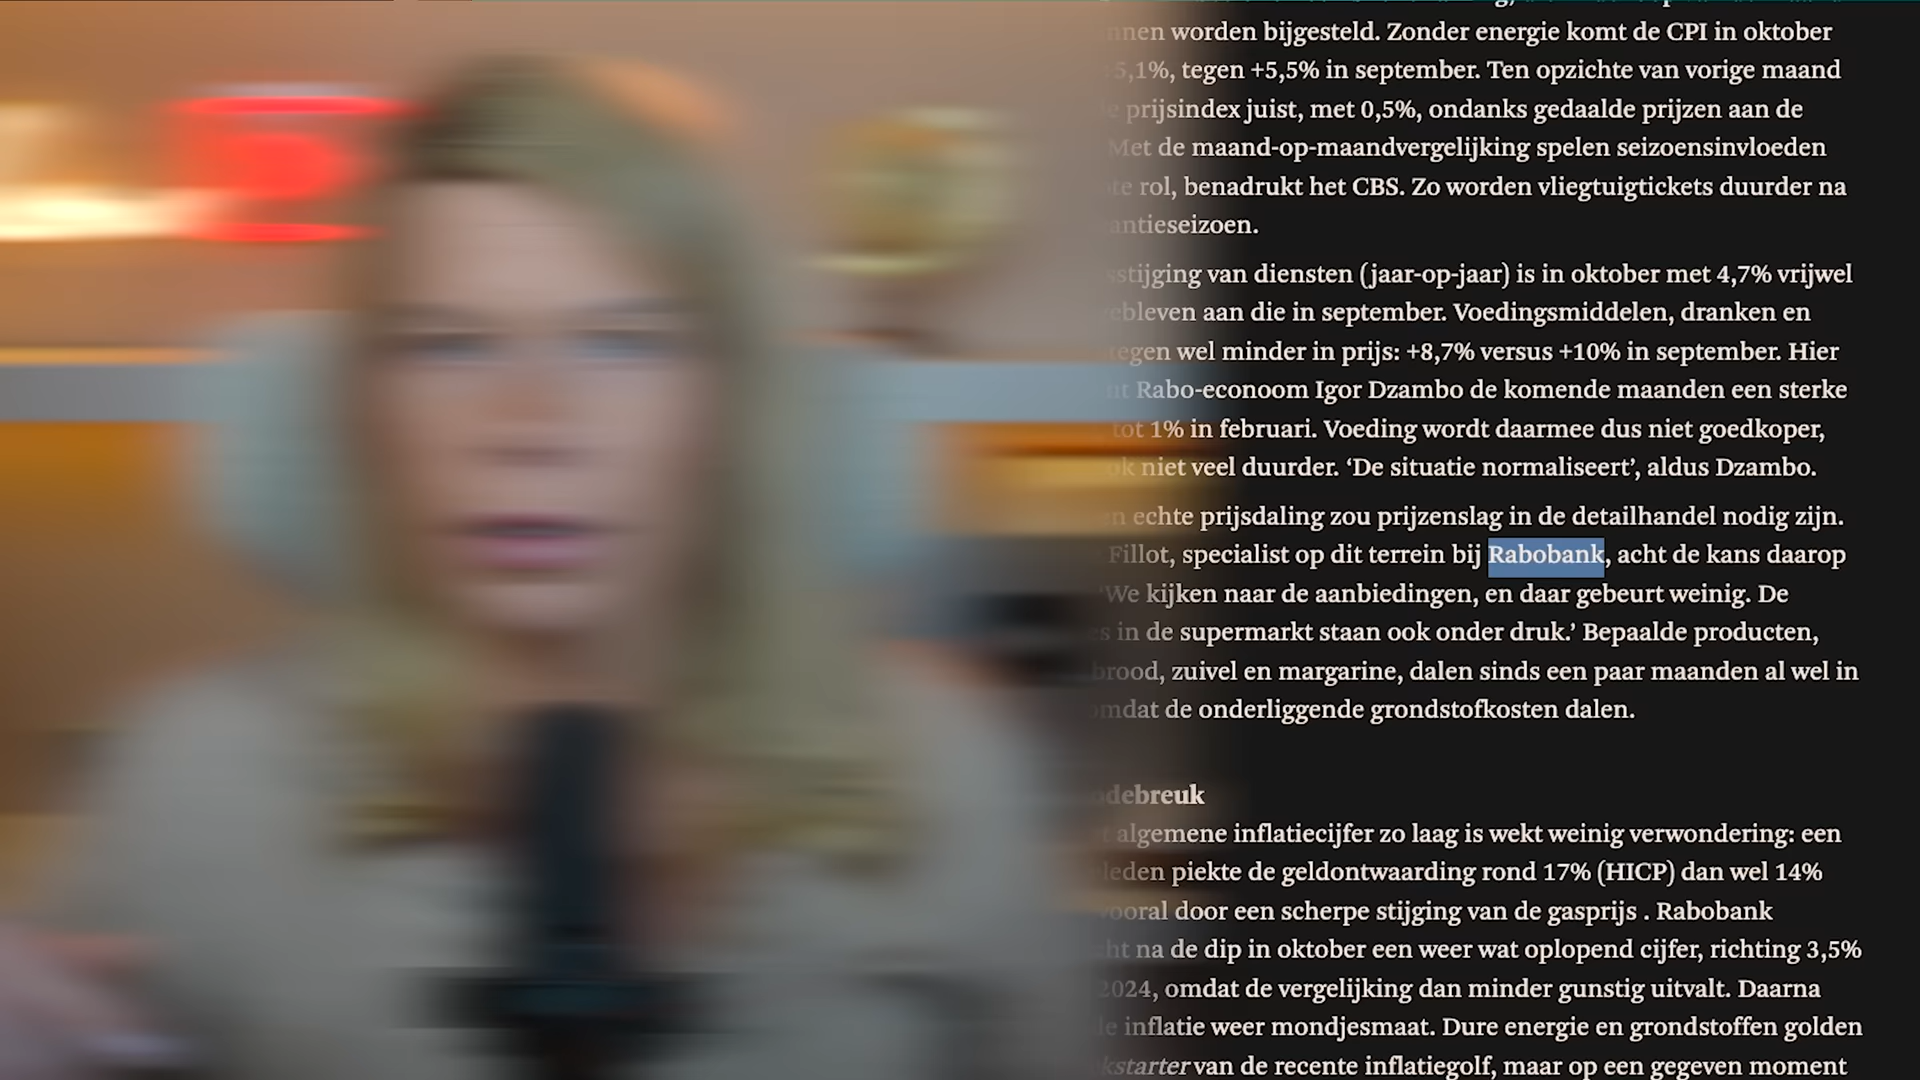 worden bijgesteld. Zonder energie komt de CPI in oktober
5,1%, tegen +5,5% in september. Ten opzichte van vorige maand
prijsindex juist, met 0,5%, ondanks gedaalde prijzen aan de
Met de maand-op-maandvergelijking spelen seizoensinvloeden
rol, benadrukt het CBS. Zo worden vliegtuigtickets duurder na
antieseizoen.
stijging van diensten (jaar-op-jaar) is in oktober met 4,7% vrijwel
ebleven aan die in september. Voedingsmiddelen, dranken en
tegen wel minder in prijs: +8,7% versus +10% in september. Hier
Rabo-econoom Igor Dzambo de komende maanden een sterke
tot 1% in februari. Voeding wordt daarmee dus niet goedkoper,
ok niet veel duurder. ‘De situatie normaliseert’, aldus Dzambo.
echte prijsdaling zou prijzenslag in de detailhandel nodig zijn.
Fillot, specialist op dit terrein bij Rabobank, acht de kans daarop
‘We kijken naar de aanbiedingen, en daar gebeurt weinig. De
in de supermarkt staan ook onder druk.’ Bepaalde producten,
brood, zuivel en margarine, dalen sinds een paar maanden al wel in
omdat de onderliggende grondstofkosten dalen.
debreuk
algemene inflatiecijfer zo laag is wekt weinig verwondering: een
leden piekte de geldontwaarding rond 17% (HICP) dan wel 14%
vooral door een scherpe stijging van de gasprijs . Rabobank
na de dip in oktober een weer wat oplopend cijfer, richting 3,5%
2024, omdat de vergelijking dan minder gunstig uitvalt. Daarna
inflatie weer mondjesmaat. Dure energie en grondstoffen golden
kstarter van de recente inflatiegolf, maar op een gegeven moment